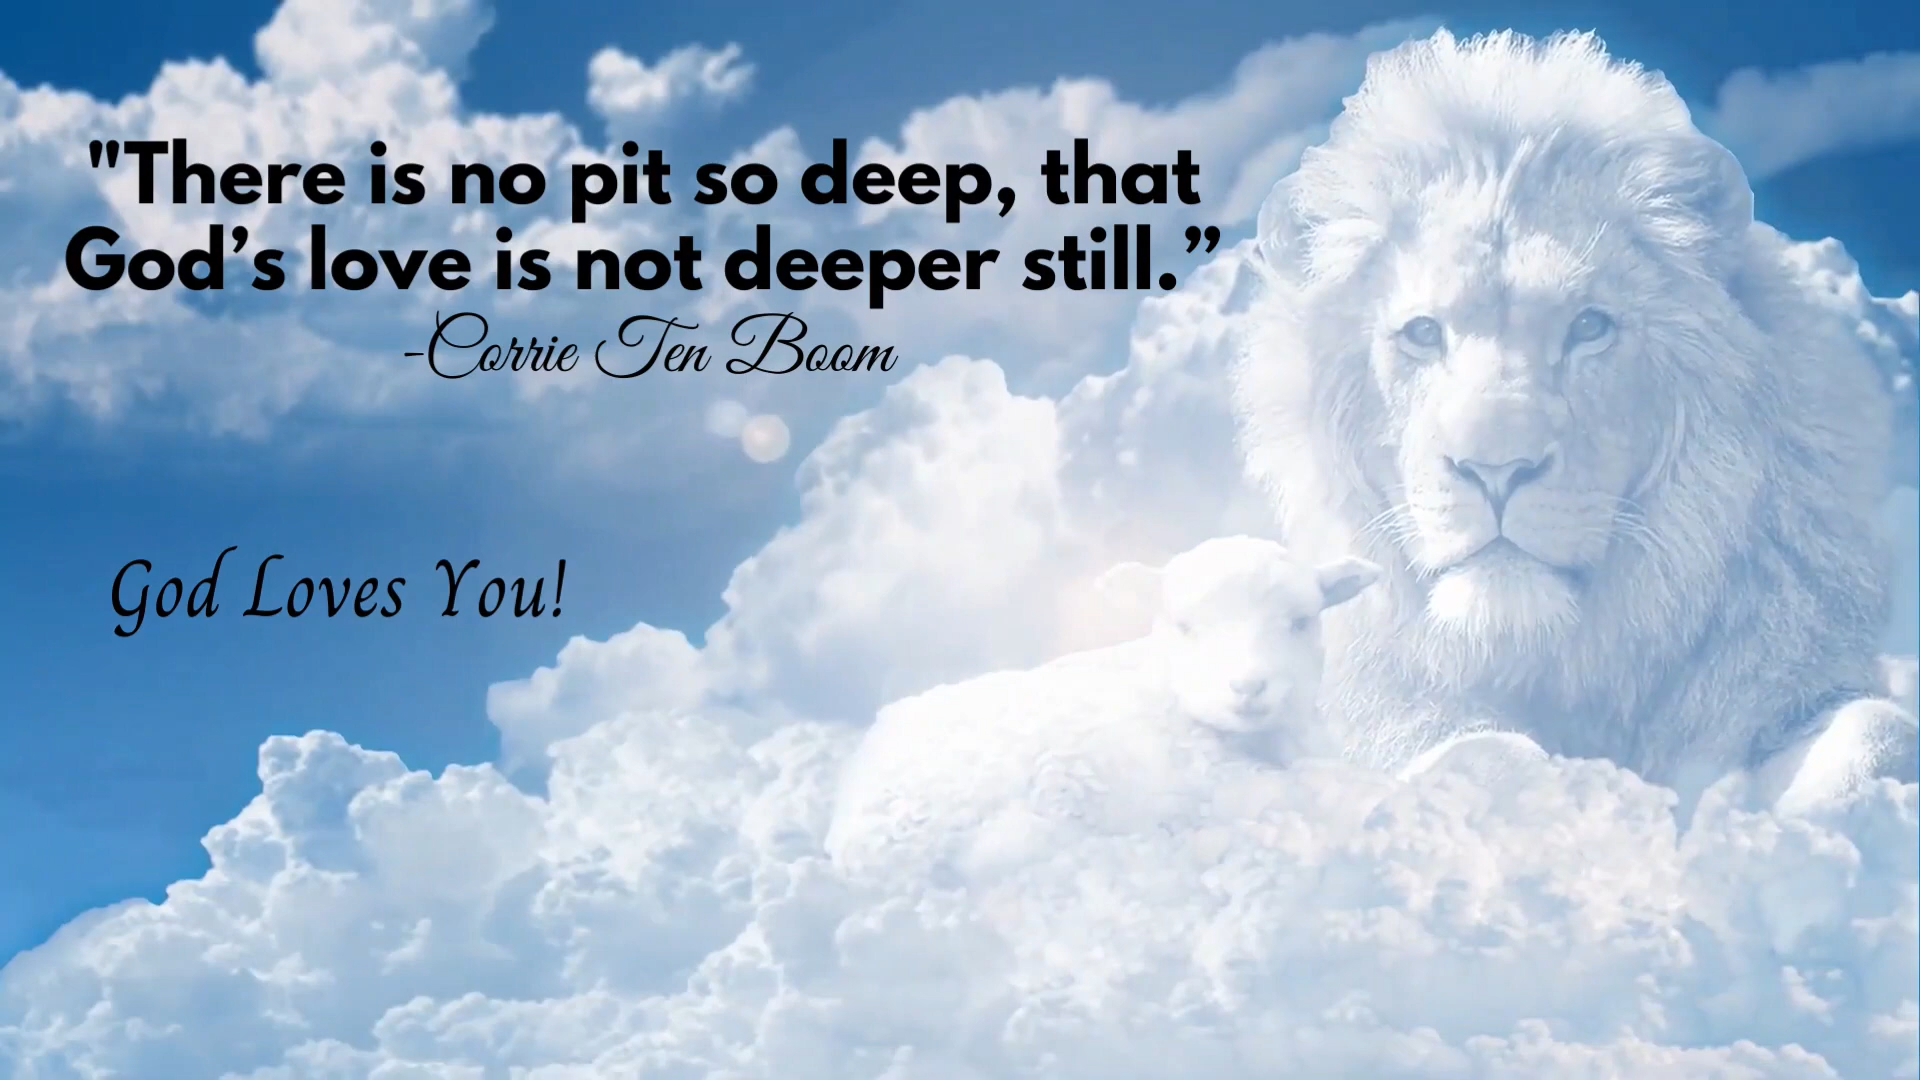 "There is no pit so deep, that
God’s love is not deeper still.”
-Corrie Ten Boom
God Loves You!